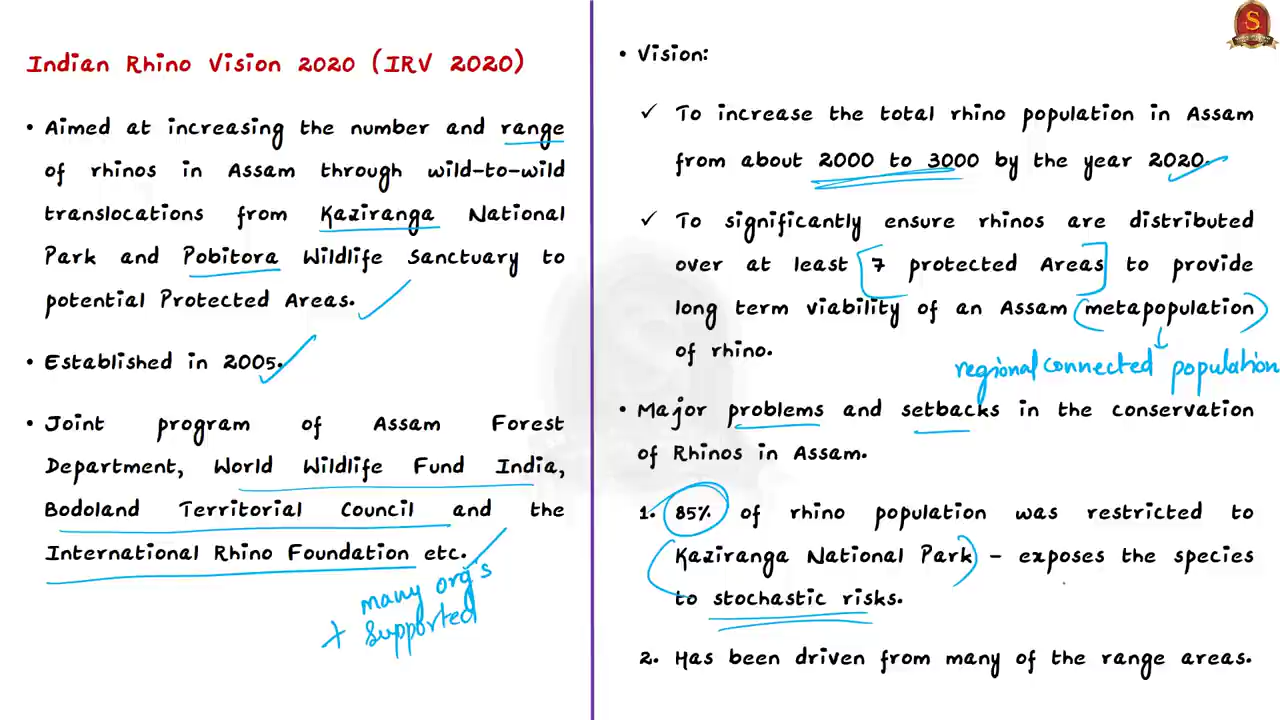 Indian Rhino Vision 2020 (IRV 2020)
• Aimed at increasing the number and range
of rhinos in Assam through wild-to-wild
translocations from Kaziranga National
Park and Pobitora Wildlife Sanctuary to
potential Protected Areas.
• Established in 2005.
• Joint program of Assam Forest
Department, World Wildlife Fund India,
Bodoland Territorial Council and the
International Rhino Foundation etc.
many org's
+ supported
• Vision:
✓ To increase the total rhino population in Assam
from about 2000 to 3000 by the year 2020.
✓ To significantly ensure rhinos are distributed
over at least 7 protected Areas to provide
long term viability of an Assam metapopulation
of rhino.
regional connected population
• Major problems and setbacks in the conservation
of Rhinos in Assam.
1. 85% of rhino population was restricted to
Kaziranga National Park - exposes the species
to stochastic risks.
2. Has been driven from many of the range areas.